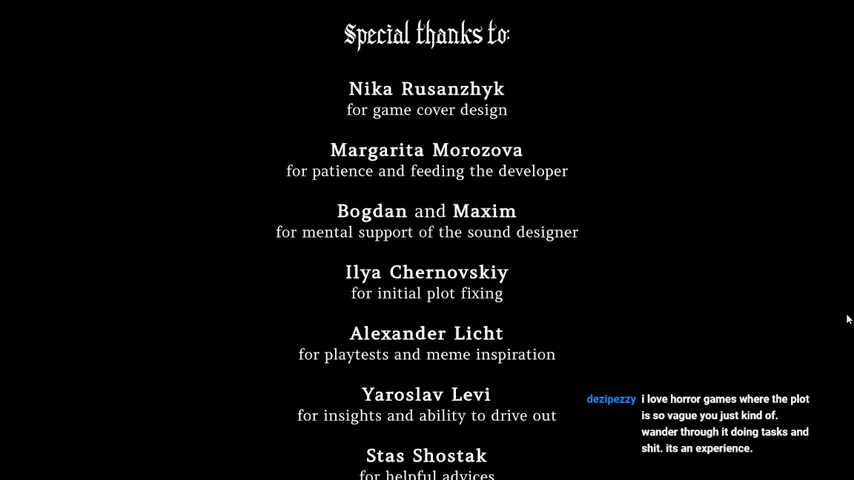 Special thanks to:
Nika Rusanzhyk
for game cover design
Margarita Morozova
for patience and feeding the developer
Bogdan and Maxim
for mental support of the sound designer
Ilya Chernovskiy
for initial plot fixing
Alexander Licht
for playtests and meme inspiration
Yaroslav Levi
for insights and ability to drive out
Stas Shostak
for helpful advices
dezipezzy i love horror games where the plot
is so vague you just kind of.
wander through it doing tasks and
shit. its an experience.